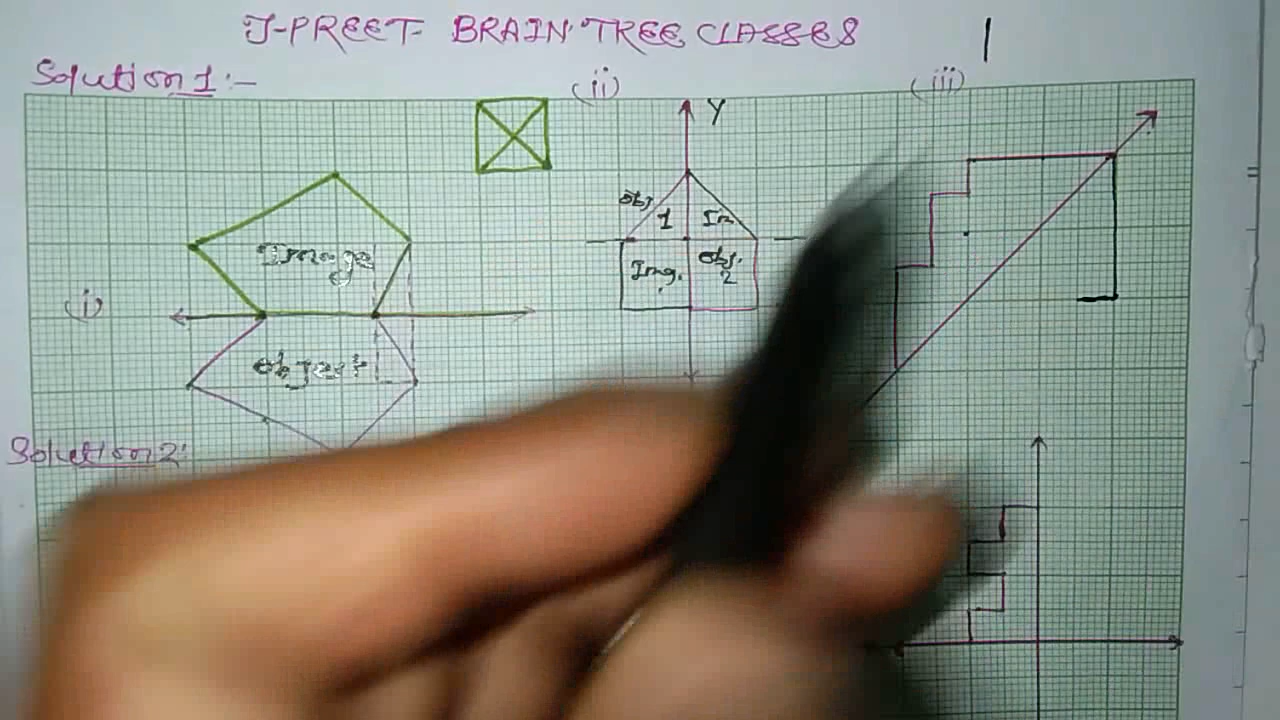 J-PREET BRAIN TREE CLASSES
1
Solution 1:-
(ii)
(iii)
Y
obj
1
Im
Image
Img.
obj.
2
(i)
object
Solution 2: